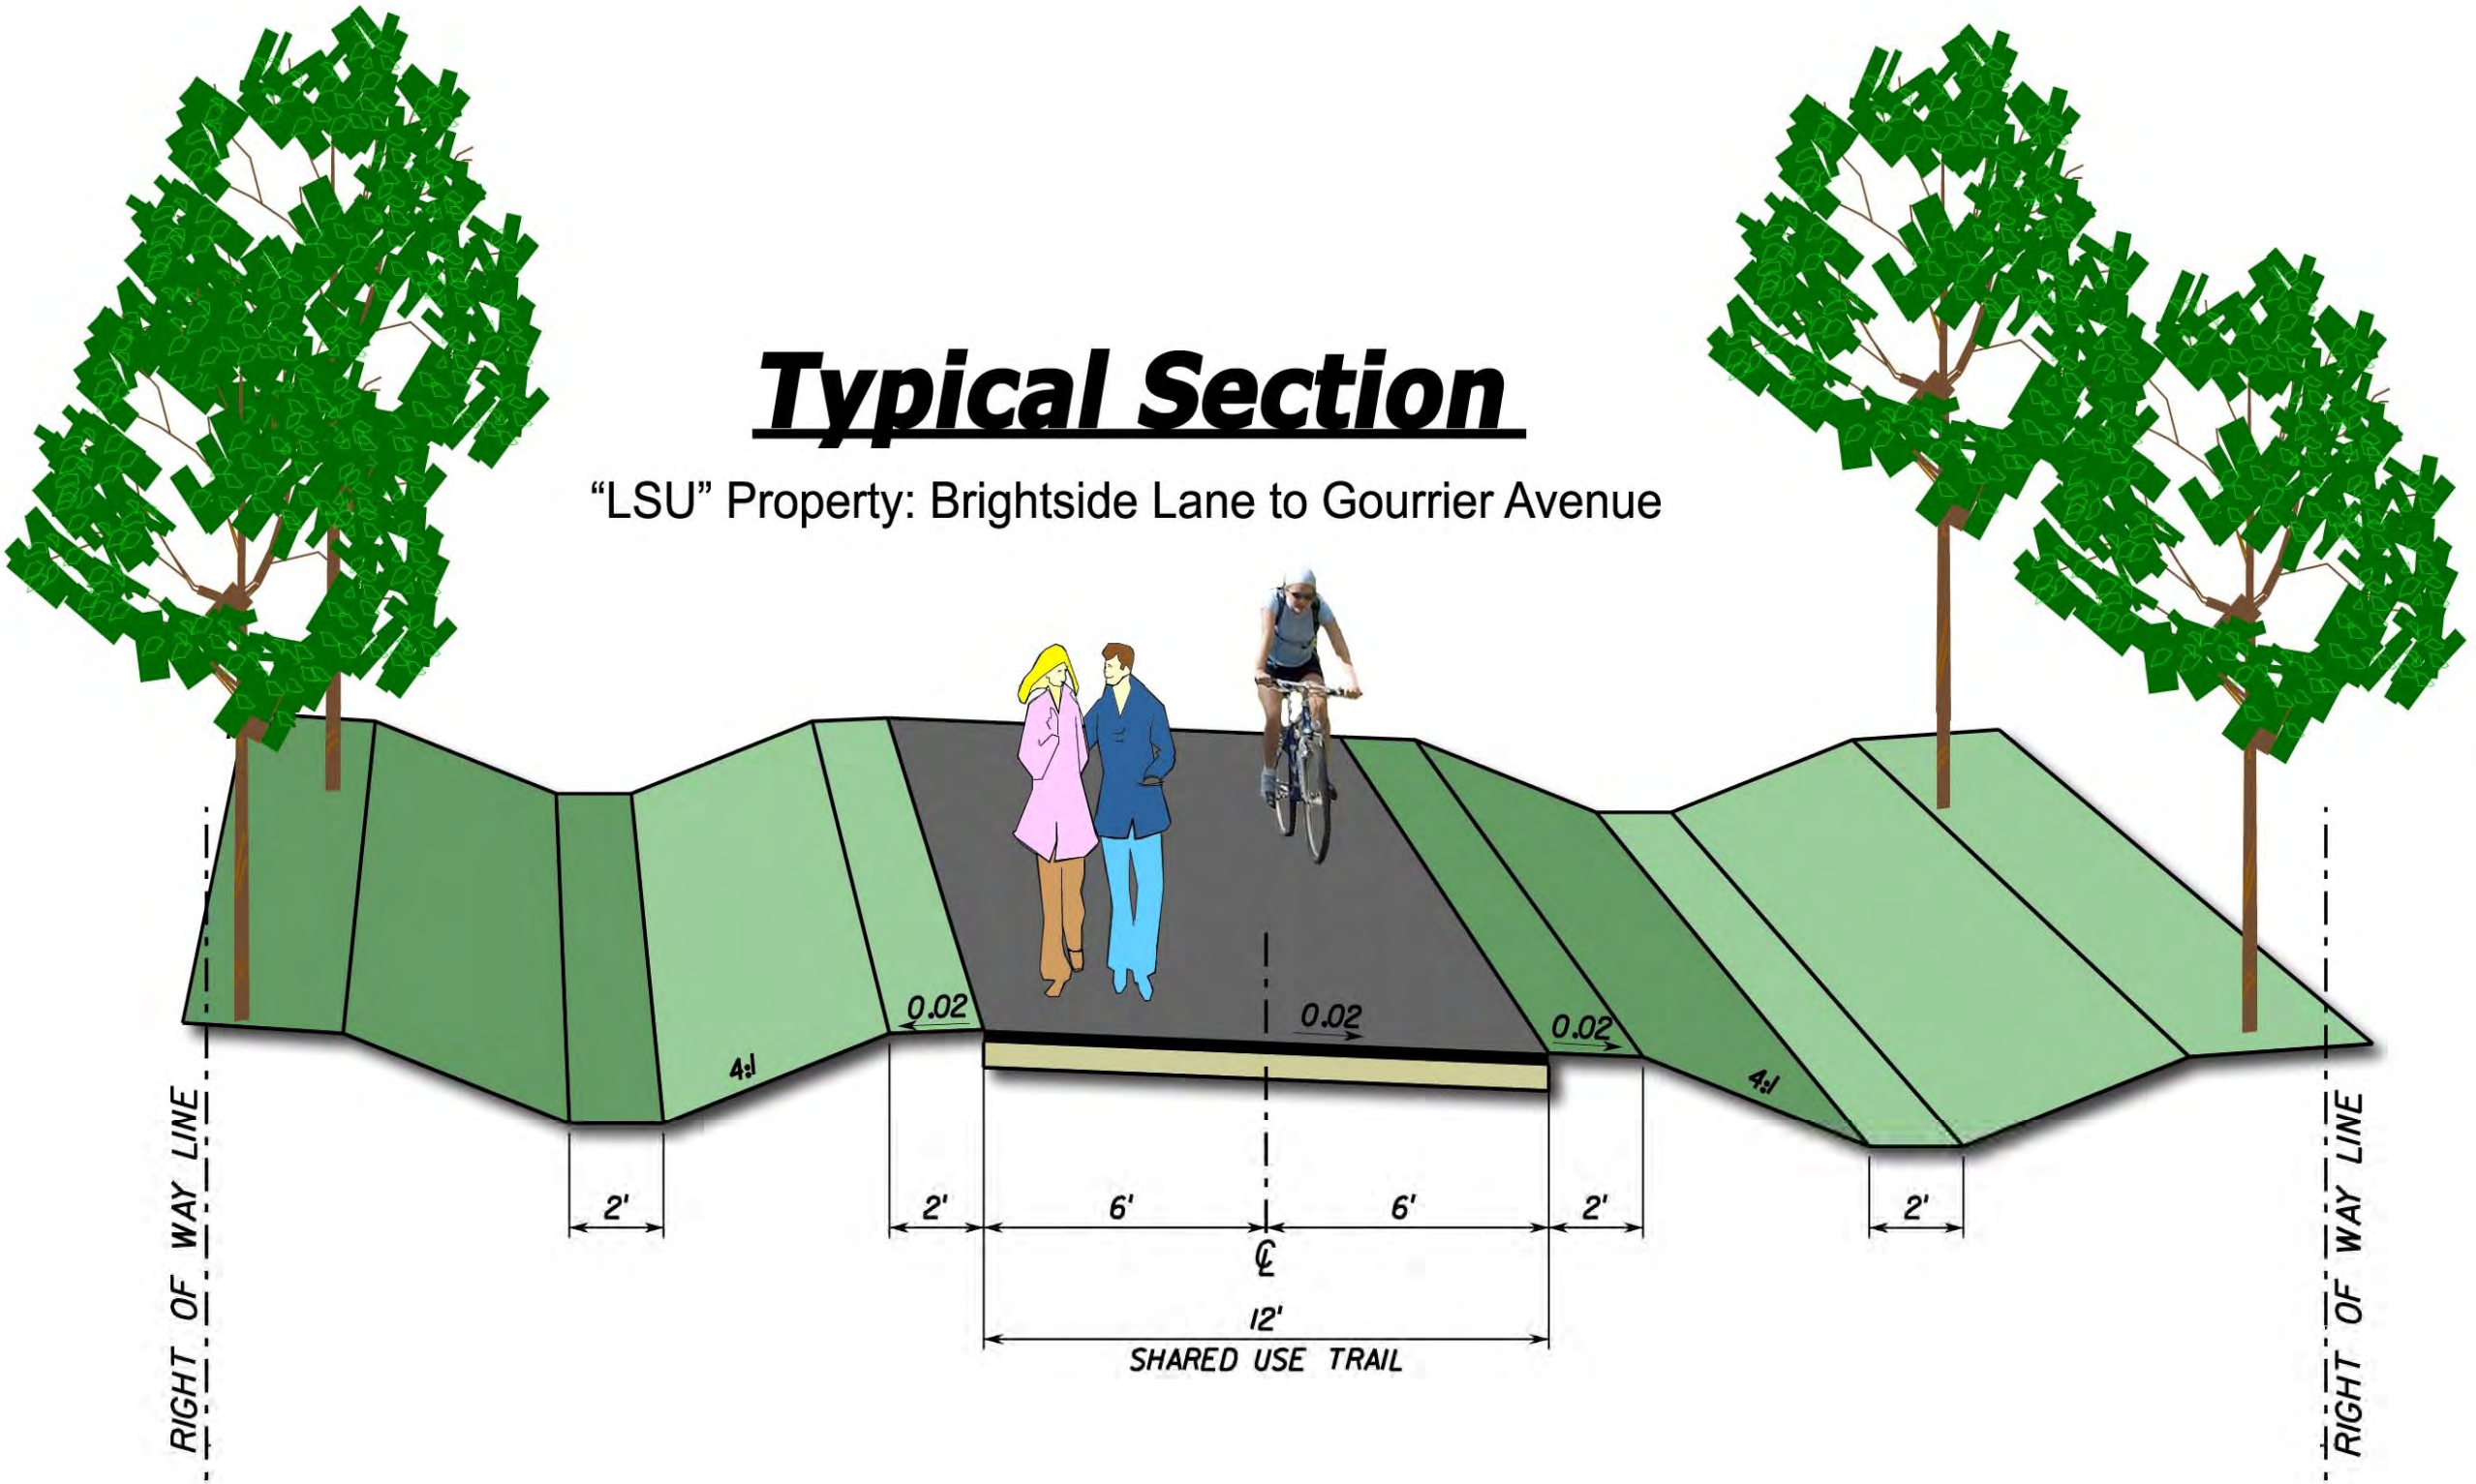 Typical Section
“LSU” Property: Brightside Lane to Gourrier Avenue
0.02
0.02
0.02
4:1
4:1
2'
2'
6'
6'
2'
2'
℄
12'
SHARED USE TRAIL
RIGHT OF WAY LINE
RIGHT OF WAY LINE